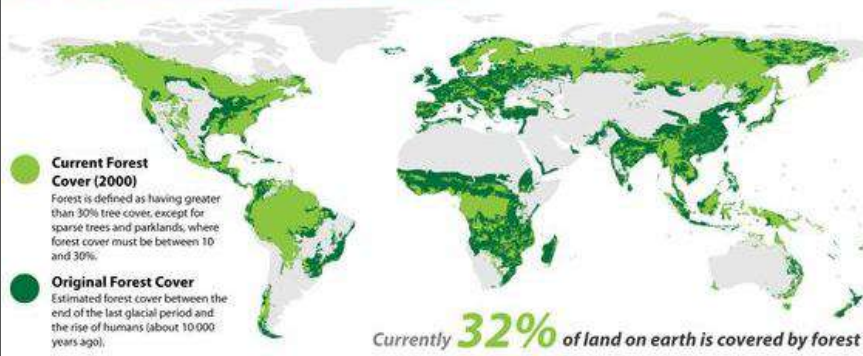 Current Forest
Cover (2000)
Forest is defined as having greater
than 30% tree cover, except for
sparse trees and parklands, where
forest cover must be between 10
and 30%.
Original Forest Cover
Estimated forest cover between the
end of the last glacial period and
the rise of humans (about 10 000
years ago).
Currently 32% of land on earth is covered by forest